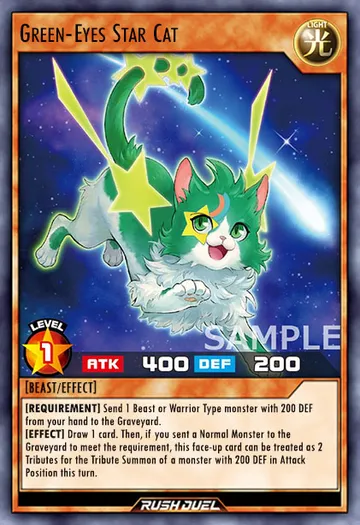 Green-Eyes Star Cat
LIGHT
光
SAMPLE
LEVEL
1
ATK 400 DEF 200
[BEAST/EFFECT]
[REQUIREMENT] Send 1 Beast or Warrior Type monster with 200 DEF
from your hand to the Graveyard.
[EFFECT] Draw 1 card. Then, if you sent a Normal Monster to the
Graveyard to meet the requirement, this face-up card can be treated as 2
Tributes for the Tribute Summon of a monster with 200 DEF in Attack
Position this turn.
RUSH DUEL